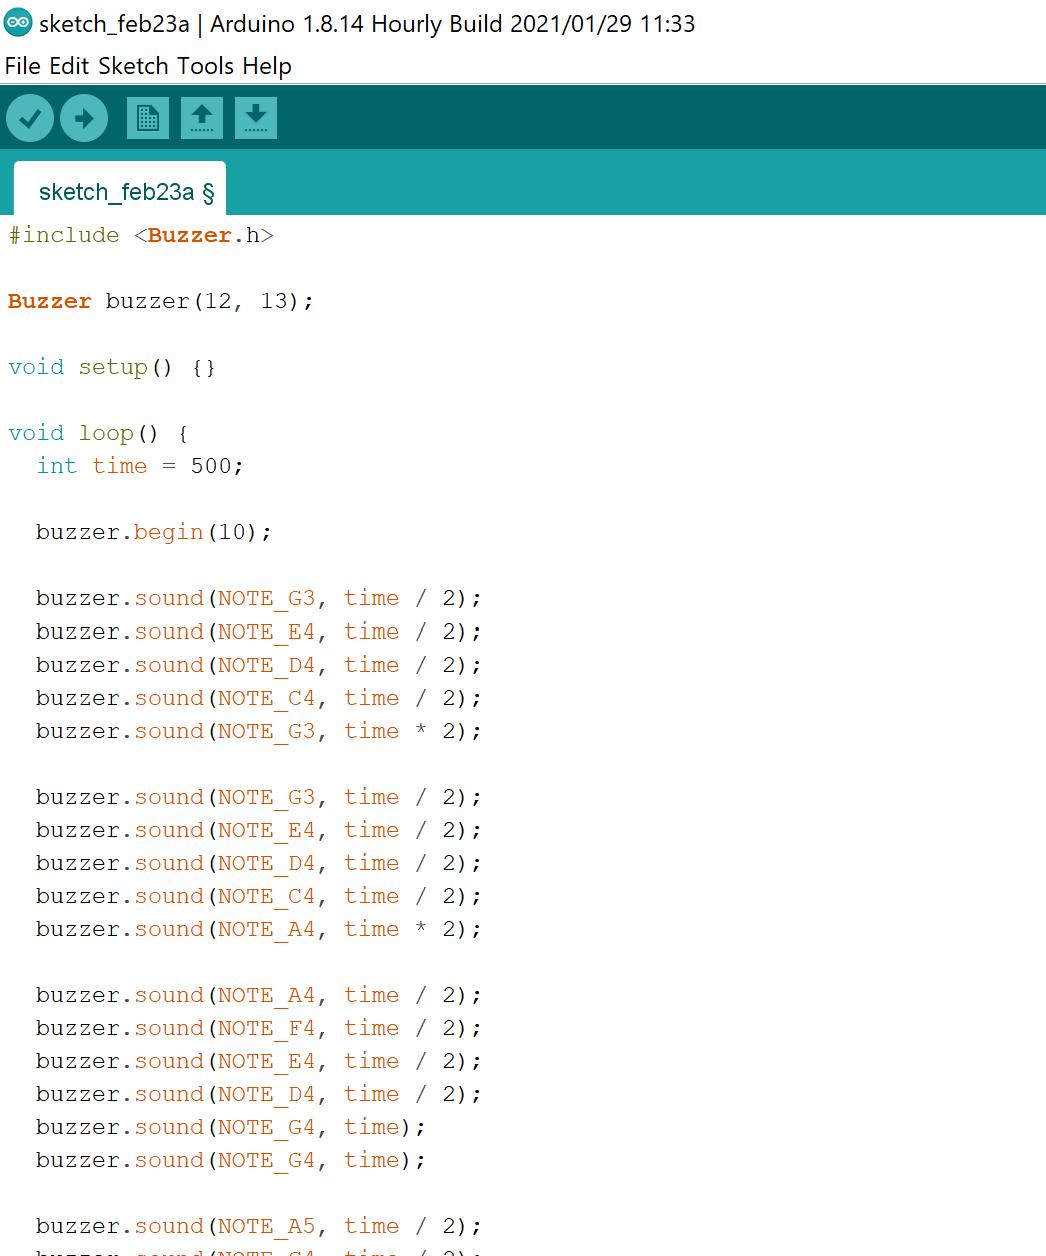 sketch_feb23a | Arduino 1.8.14 Hourly Build 2021/01/29 11:33
File Edit Sketch Tools Help
sketch_feb23a §
#include <Buzzer.h>
Buzzer buzzer(12, 13);
void setup() {}
void loop() {
int time = 500;
buzzer.begin(10);
buzzer.sound(NOTE_G3, time / 2);
buzzer.sound(NOTE_E4, time / 2);
buzzer.sound(NOTE_D4, time / 2);
buzzer.sound(NOTE_C4, time / 2);
buzzer.sound(NOTE_G3, time * 2);
buzzer.sound(NOTE_G3, time / 2);
buzzer.sound(NOTE_E4, time / 2);
buzzer.sound(NOTE_D4, time / 2);
buzzer.sound(NOTE_C4, time / 2);
buzzer.sound(NOTE_A4, time * 2);
buzzer.sound(NOTE_A4, time / 2);
buzzer.sound(NOTE_F4, time / 2);
buzzer.sound(NOTE_E4, time / 2);
buzzer.sound(NOTE_D4, time / 2);
buzzer.sound(NOTE_G4, time);
buzzer.sound(NOTE_G4, time);
buzzer.sound(NOTE_A5, time / 2);